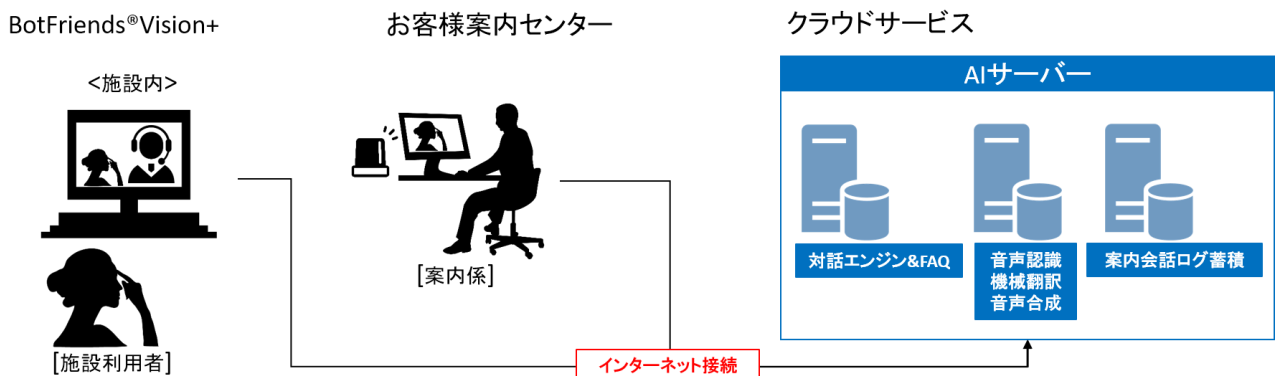 BotFriends®Vision+
お客様案内センター
クラウドサービス
<施設内>
AIサーバー
対話エンジン&FAQ
音声認識
機械翻訳
音声合成
案内会話ログ蓄積
[案内係]
[施設利用者]
インターネット接続